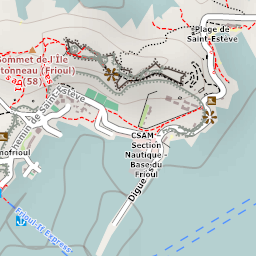 Plage de
Saint-Estève
Sommet de l'Île
tonneau (Frioul)
(58)
Chemin de Saint-Estève
mofrioul
CSAM -
Section
Nautique -
Base du
Frioul
Digue
Frioul If Express